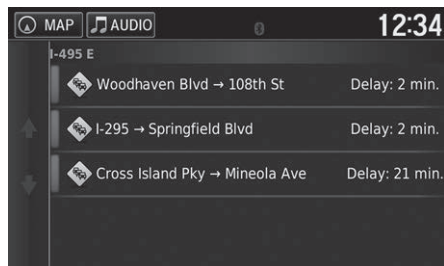 MAP AUDIO 12:34
I-495 E
Woodhaven Blvd → 108th St Delay: 2 min.
I-295 → Springfield Blvd Delay: 2 min.
Cross Island Pky → Mineola Ave Delay: 21 min.